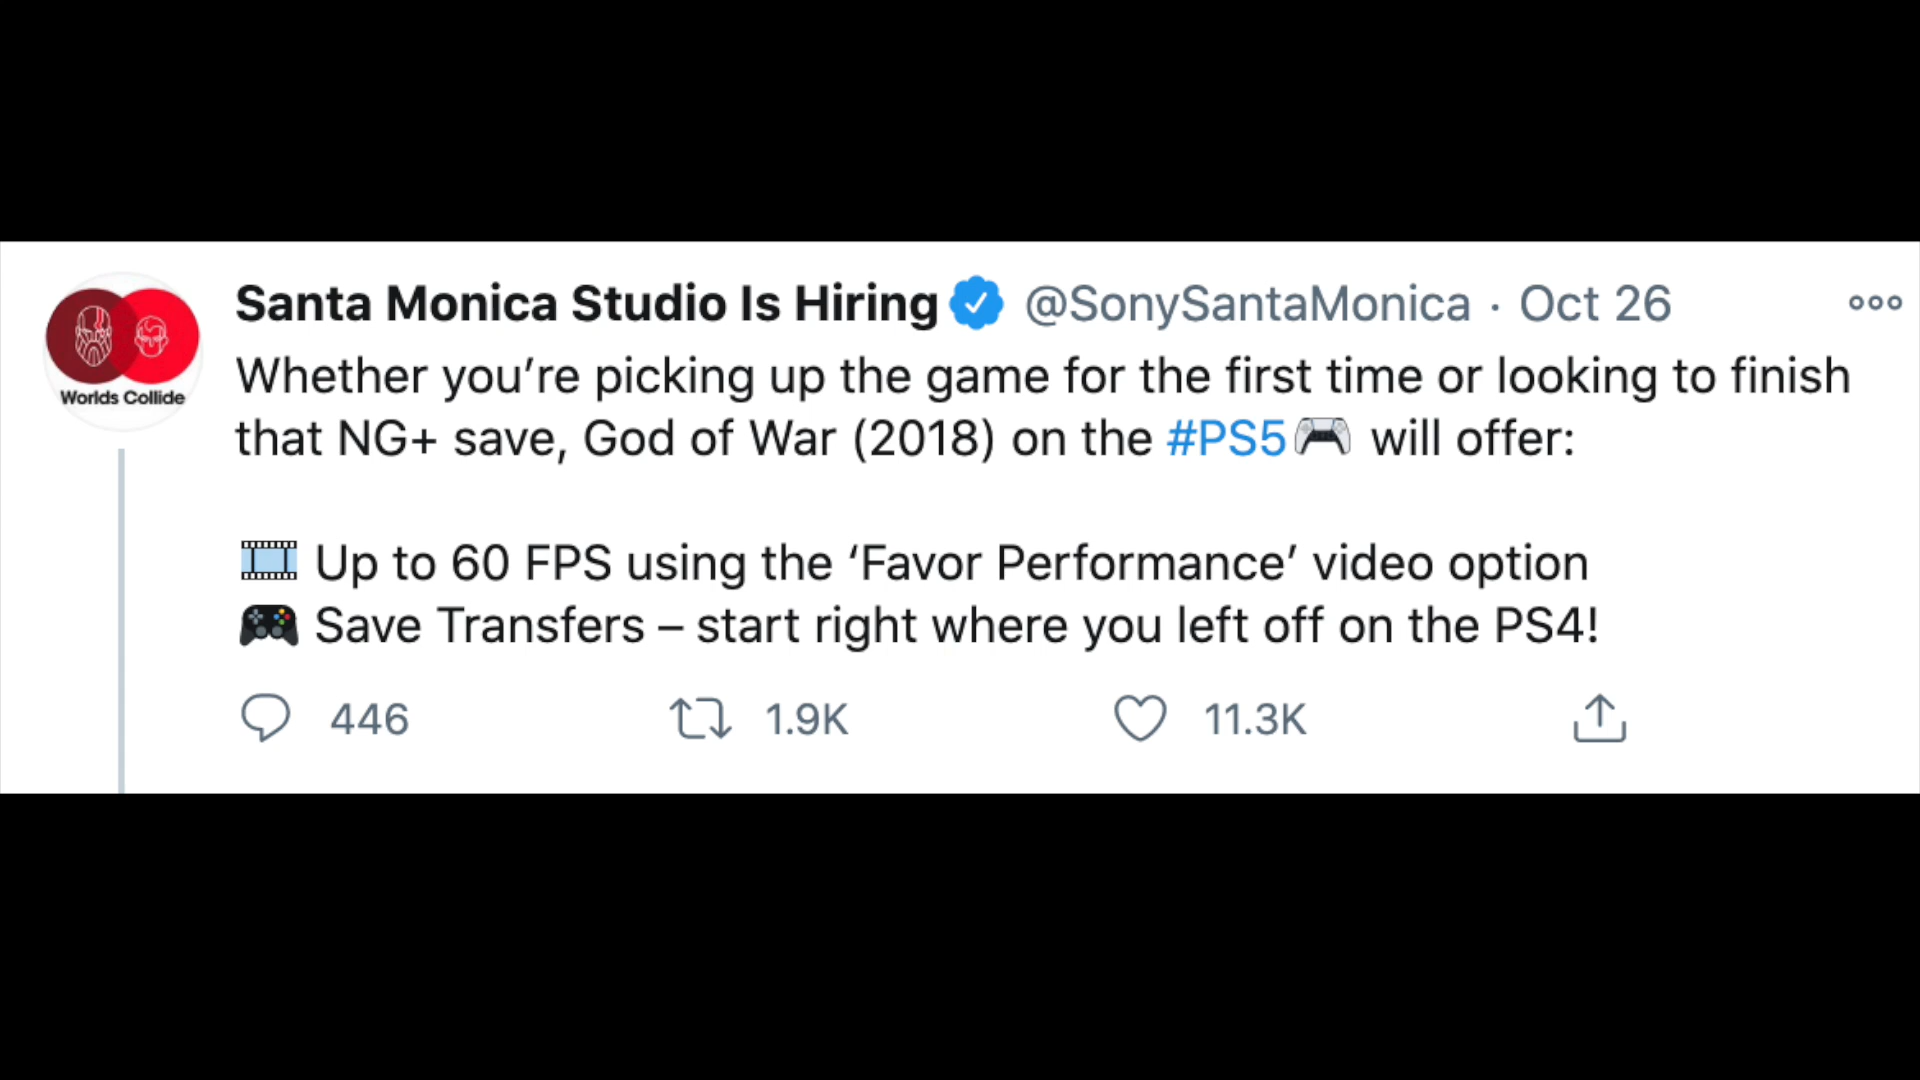 Santa Monica Studio Is Hiring @SonySantaMonica · Oct 26
Worlds Collide
Whether you’re picking up the game for the first time or looking to finish
that NG+ save, God of War (2018) on the #PS5🎮 will offer:
🎞️ Up to 60 FPS using the ‘Favor Performance’ video option
🎮 Save Transfers – start right where you left off on the PS4!
446 1.9K 11.3K